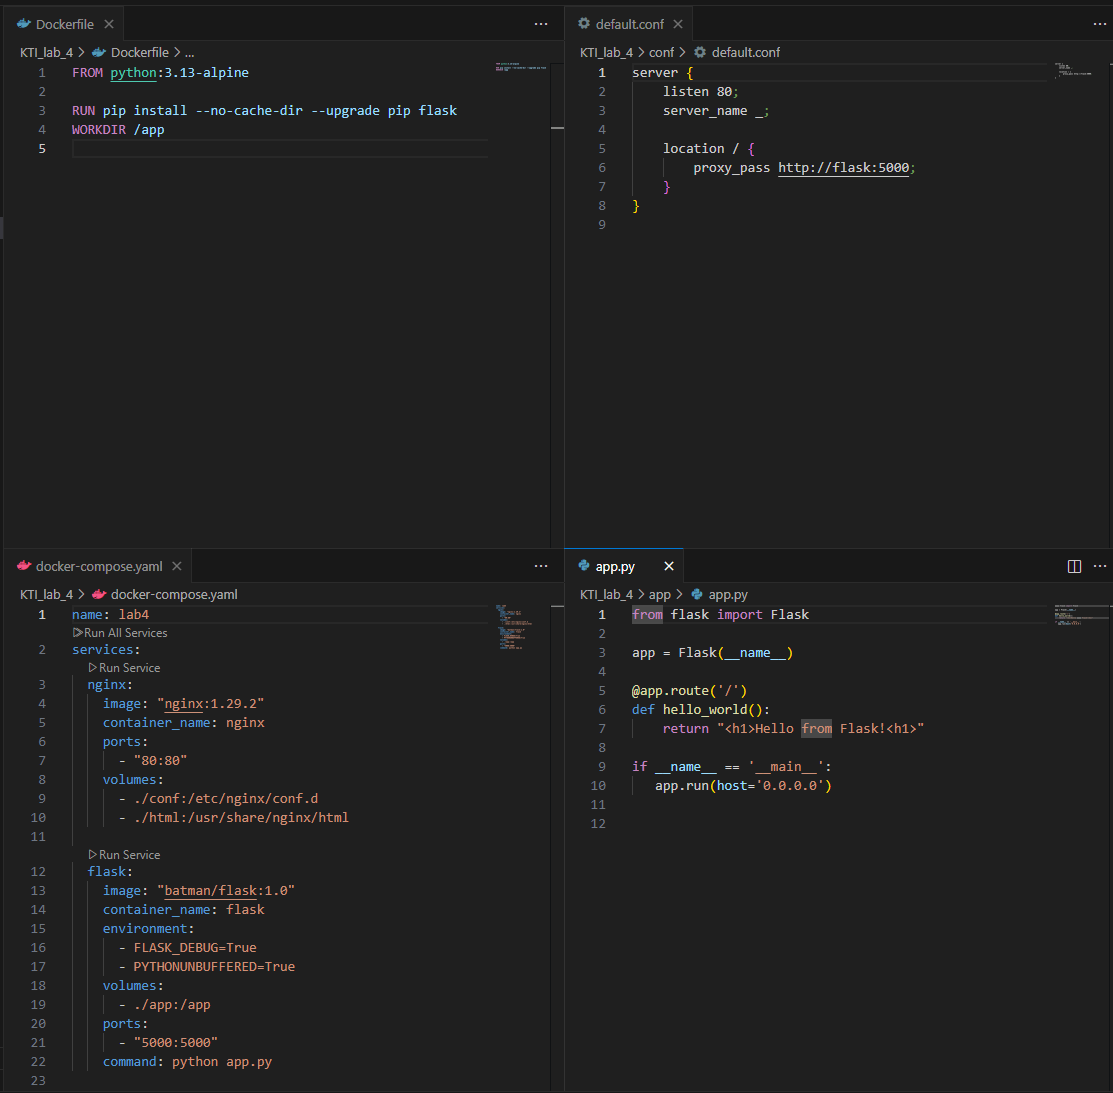 Dockerfile
KTI_lab_4 > Dockerfile > ...
1 FROM python:3.13-alpine
2
3 RUN pip install --no-cache-dir --upgrade pip flask
4 WORKDIR /app
5
default.conf
KTI_lab_4 > conf > default.conf
1 server {
2     listen 80;
3     server_name _;
4
5     location / {
6         proxy_pass http://flask:5000;
7     }
8 }
9
docker-compose.yaml
KTI_lab_4 > docker-compose.yaml
1 name: lab4
Run All Services
2 services:
Run Service
3   nginx:
4     image: "nginx:1.29.2"
5     container_name: nginx
6     ports:
7       - "80:80"
8     volumes:
9       - ./conf:/etc/nginx/conf.d
10       - ./html:/usr/share/nginx/html
11
Run Service
12   flask:
13     image: "batman/flask:1.0"
14     container_name: flask
15     environment:
16       - FLASK_DEBUG=True
17       - PYTHONUNBUFFERED=True
18     volumes:
19       - ./app:/app
20     ports:
21       - "5000:5000"
22     command: python app.py
23
app.py
KTI_lab_4 > app > app.py
1 from flask import Flask
2
3 app = Flask(__name__)
4
5 @app.route('/')
6 def hello_world():
7     return "<h1>Hello from Flask!<h1>"
8
9 if __name__ == '__main__':
10    app.run(host='0.0.0.0')
11
12